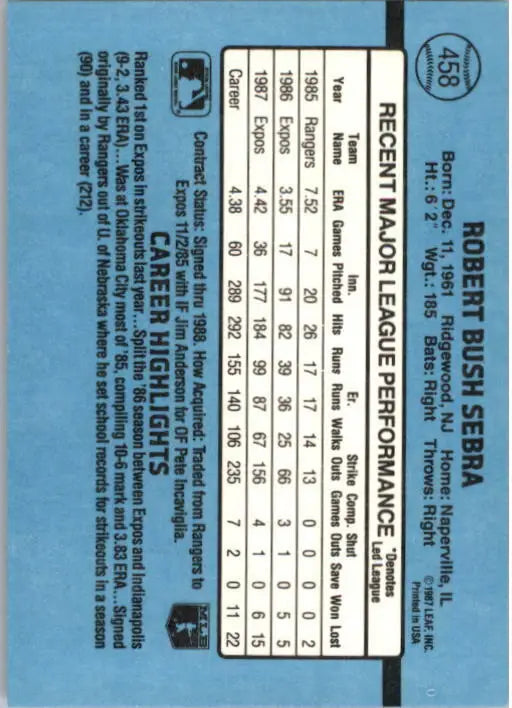 458
ROBERT BUSH SEBRA
Born: Dec. 11, 1961 Ridgewood, NJ Home: Naperville, IL
Ht.: 6' 2" Wgt.: 185 Bats: Right Throws: Right
© 1987 LEAF, INC.
Printed in USA
RECENT MAJOR LEAGUE PERFORMANCE *Denotes Led League
Team Inn. Er. Strike Comp. Shut
Year Name ERA Games Pitched Hits Runs Runs Walks Outs Games Outs Save Won Lost
1985 Rangers 7.52 7 20 26 17 17 14 13 0 0 0 0 2
1986 Expos 3.55 17 91 82 39 36 25 66 3 1 0 5 5
1987 Expos 4.42 36 177 184 99 87 67 156 4 1 0 6 15
Career 4.38 60 289 292 155 140 106 235 7 2 0 11 22
Contract Status: Signed thru 1988. How Acquired: Traded from Rangers to
Expos 11/2/85 with IF Jim Anderson for OF Pete Incaviglia.
MLB
CAREER HIGHLIGHTS
Ranked 1st on Expos in strikeouts last year...Split the '86 season between Expos and Indianapolis
(9-2, 3.43 ERA)...Was at Oklahoma City most of '85, compiling 10-6 mark and 3.83 ERA...Signed
originally by Rangers out of U. of Nebraska where he set school records for strikeouts in a season
(90) and in a career (212).